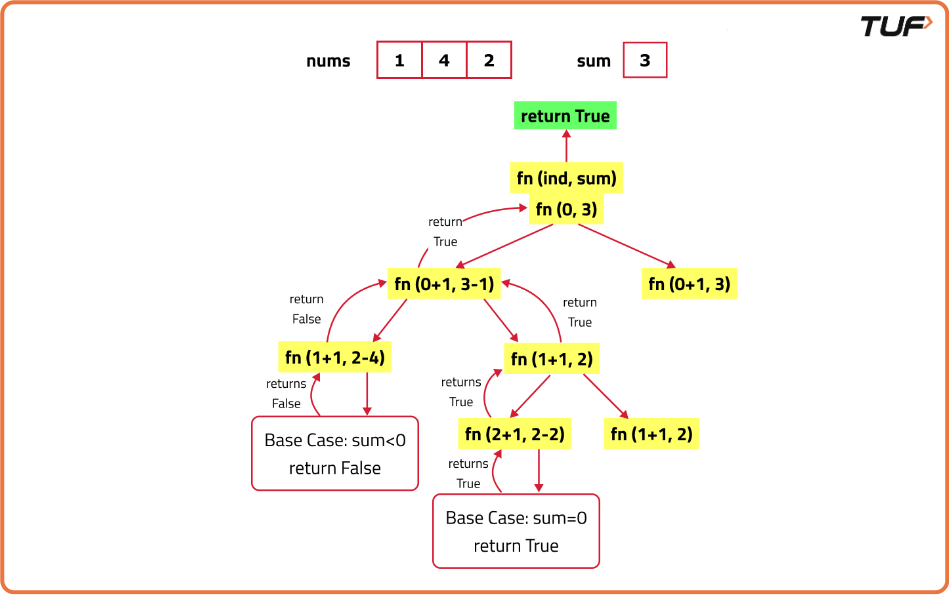 TUF
nums 1 4 2 sum 3
return True
fn (ind, sum)
fn (0, 3)
return
True
fn (0+1, 3-1)
fn (0+1, 3)
return
False
return
True
fn (1+1, 2-4)
fn (1+1, 2)
returns
False
returns
True
Base Case: sum<0
return False
fn (2+1, 2-2)
fn (1+1, 2)
returns
True
Base Case: sum=0
return True